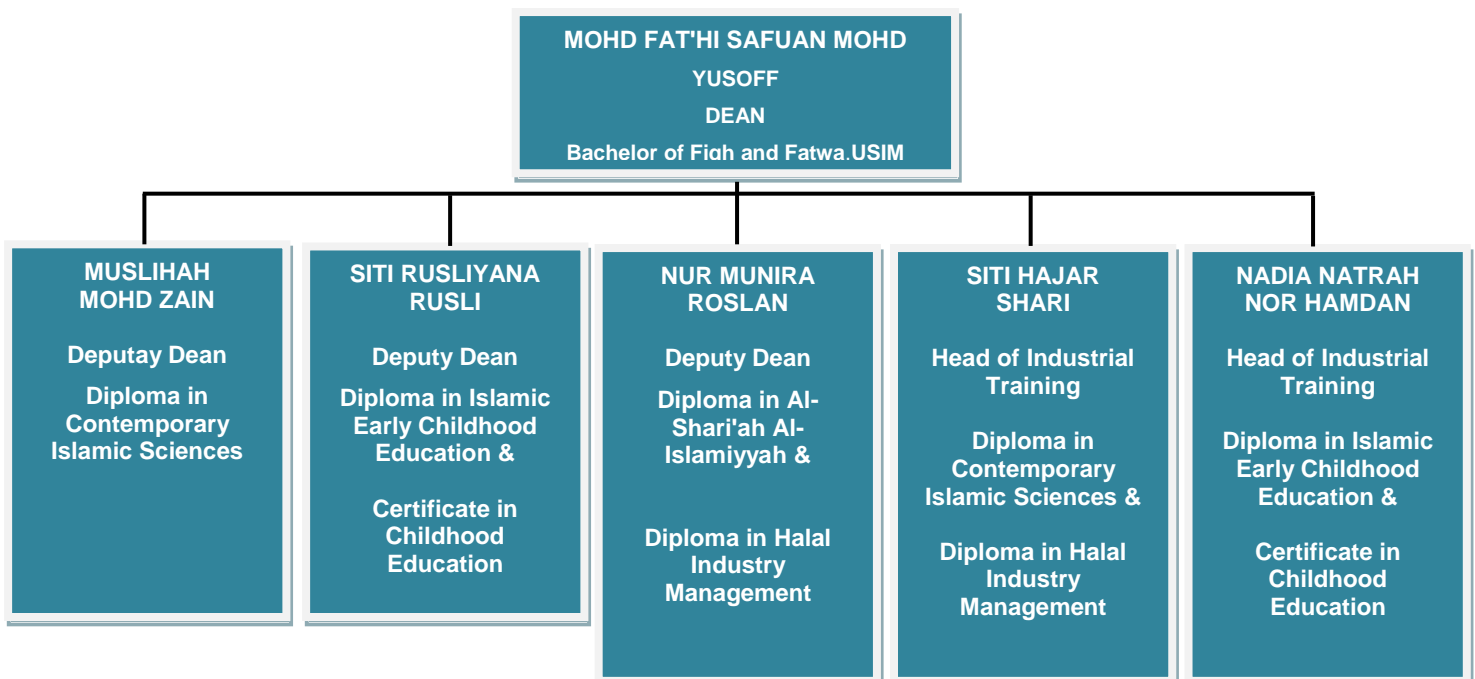 MOHD FAT'HI SAFUAN MOHD
YUSOFF
DEAN
Bachelor of Fiqh and Fatwa.USIM
MUSLIHAH
MOHD ZAIN
Deputay Dean
Diploma in
Contemporary
Islamic Sciences
SITI RUSLIYANA
RUSLI
Deputy Dean
Diploma in Islamic
Early Childhood
Education &
Certificate in
Childhood
Education
NUR MUNIRA
ROSLAN
Deputy Dean
Diploma in Al-
Shari'ah Al-
Islamiyyah &
Diploma in Halal
Industry
Management
SITI HAJAR
SHARI
Head of Industrial
Training
Diploma in
Contemporary
Islamic Sciences &
Diploma in Halal
Industry
Management
NADIA NATRAH
NOR HAMDAN
Head of Industrial
Training
Diploma in Islamic
Early Childhood
Education &
Certificate in
Childhood
Education